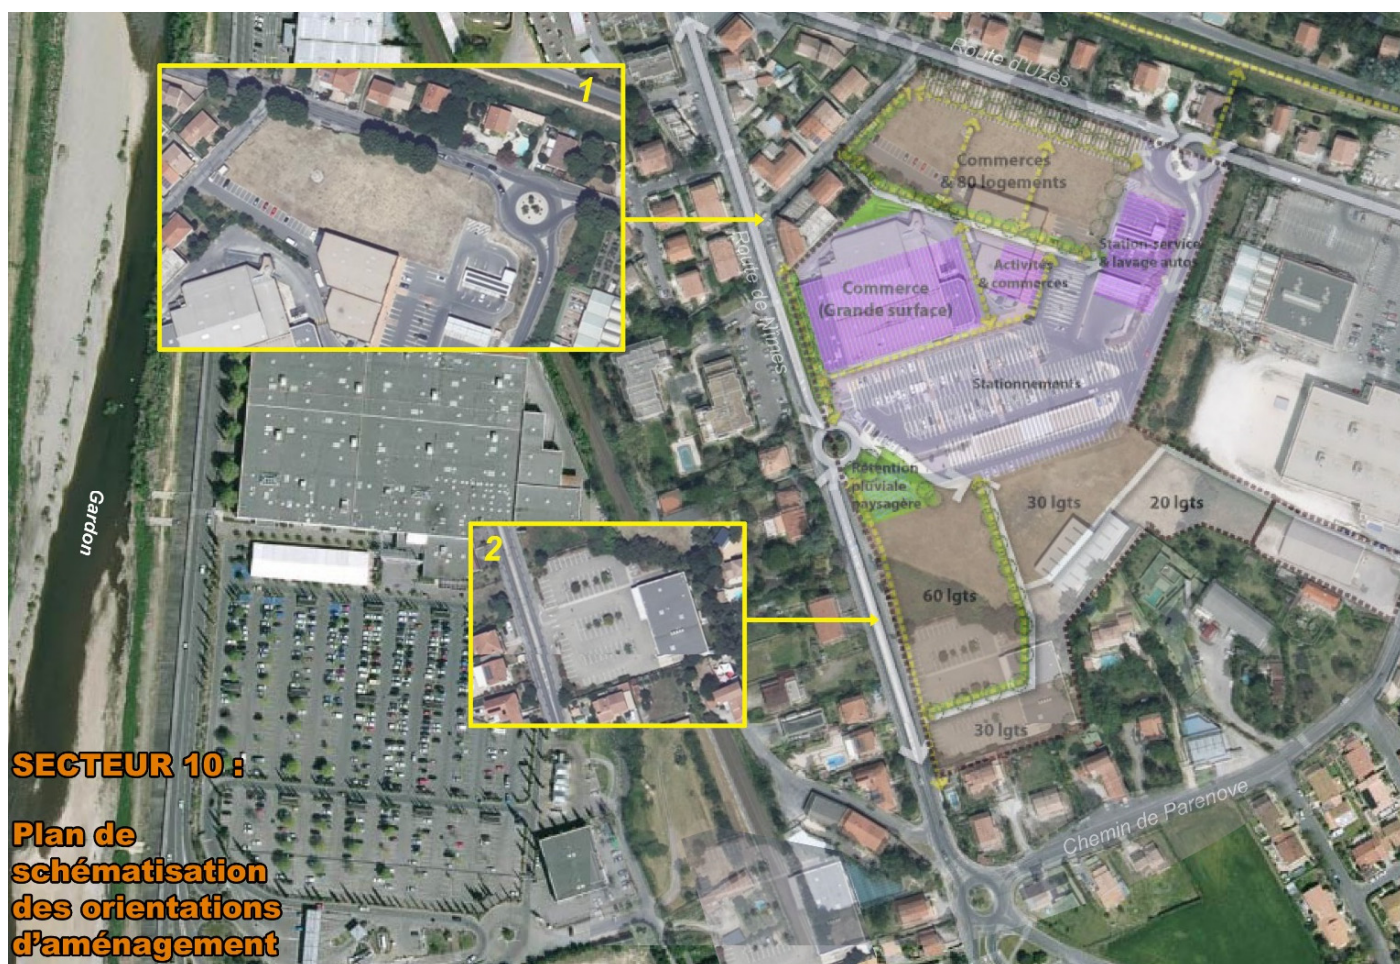 1
Route d'Uzès
Commerces
& 80 logements
Station-service
& lavage autos
Activités
& commerces
Commerce
(Grande surface)
Route de Nîmes
Stationnements
Rétention
pluviale
paysagère
30 lgts
20 lgts
Gardon
2
60 lgts
30 lgts
SECTEUR 10 :
Chemin de Parenove
Plan de
schématisation
des orientations
d'aménagement